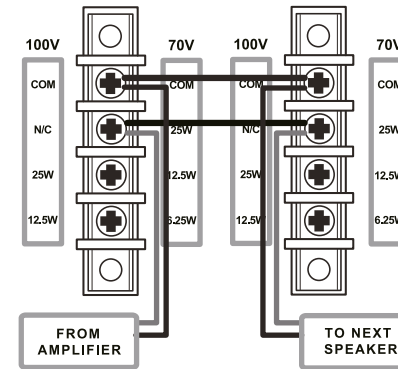 100V 70V 100V 70V
COM COM COM COM
N/C 25W N/C 25W
25W 12.5W 25W 12.5W
12.5W 6.25W 12.5W 6.25W
FROM
AMPLIFIER
TO NEXT
SPEAKER